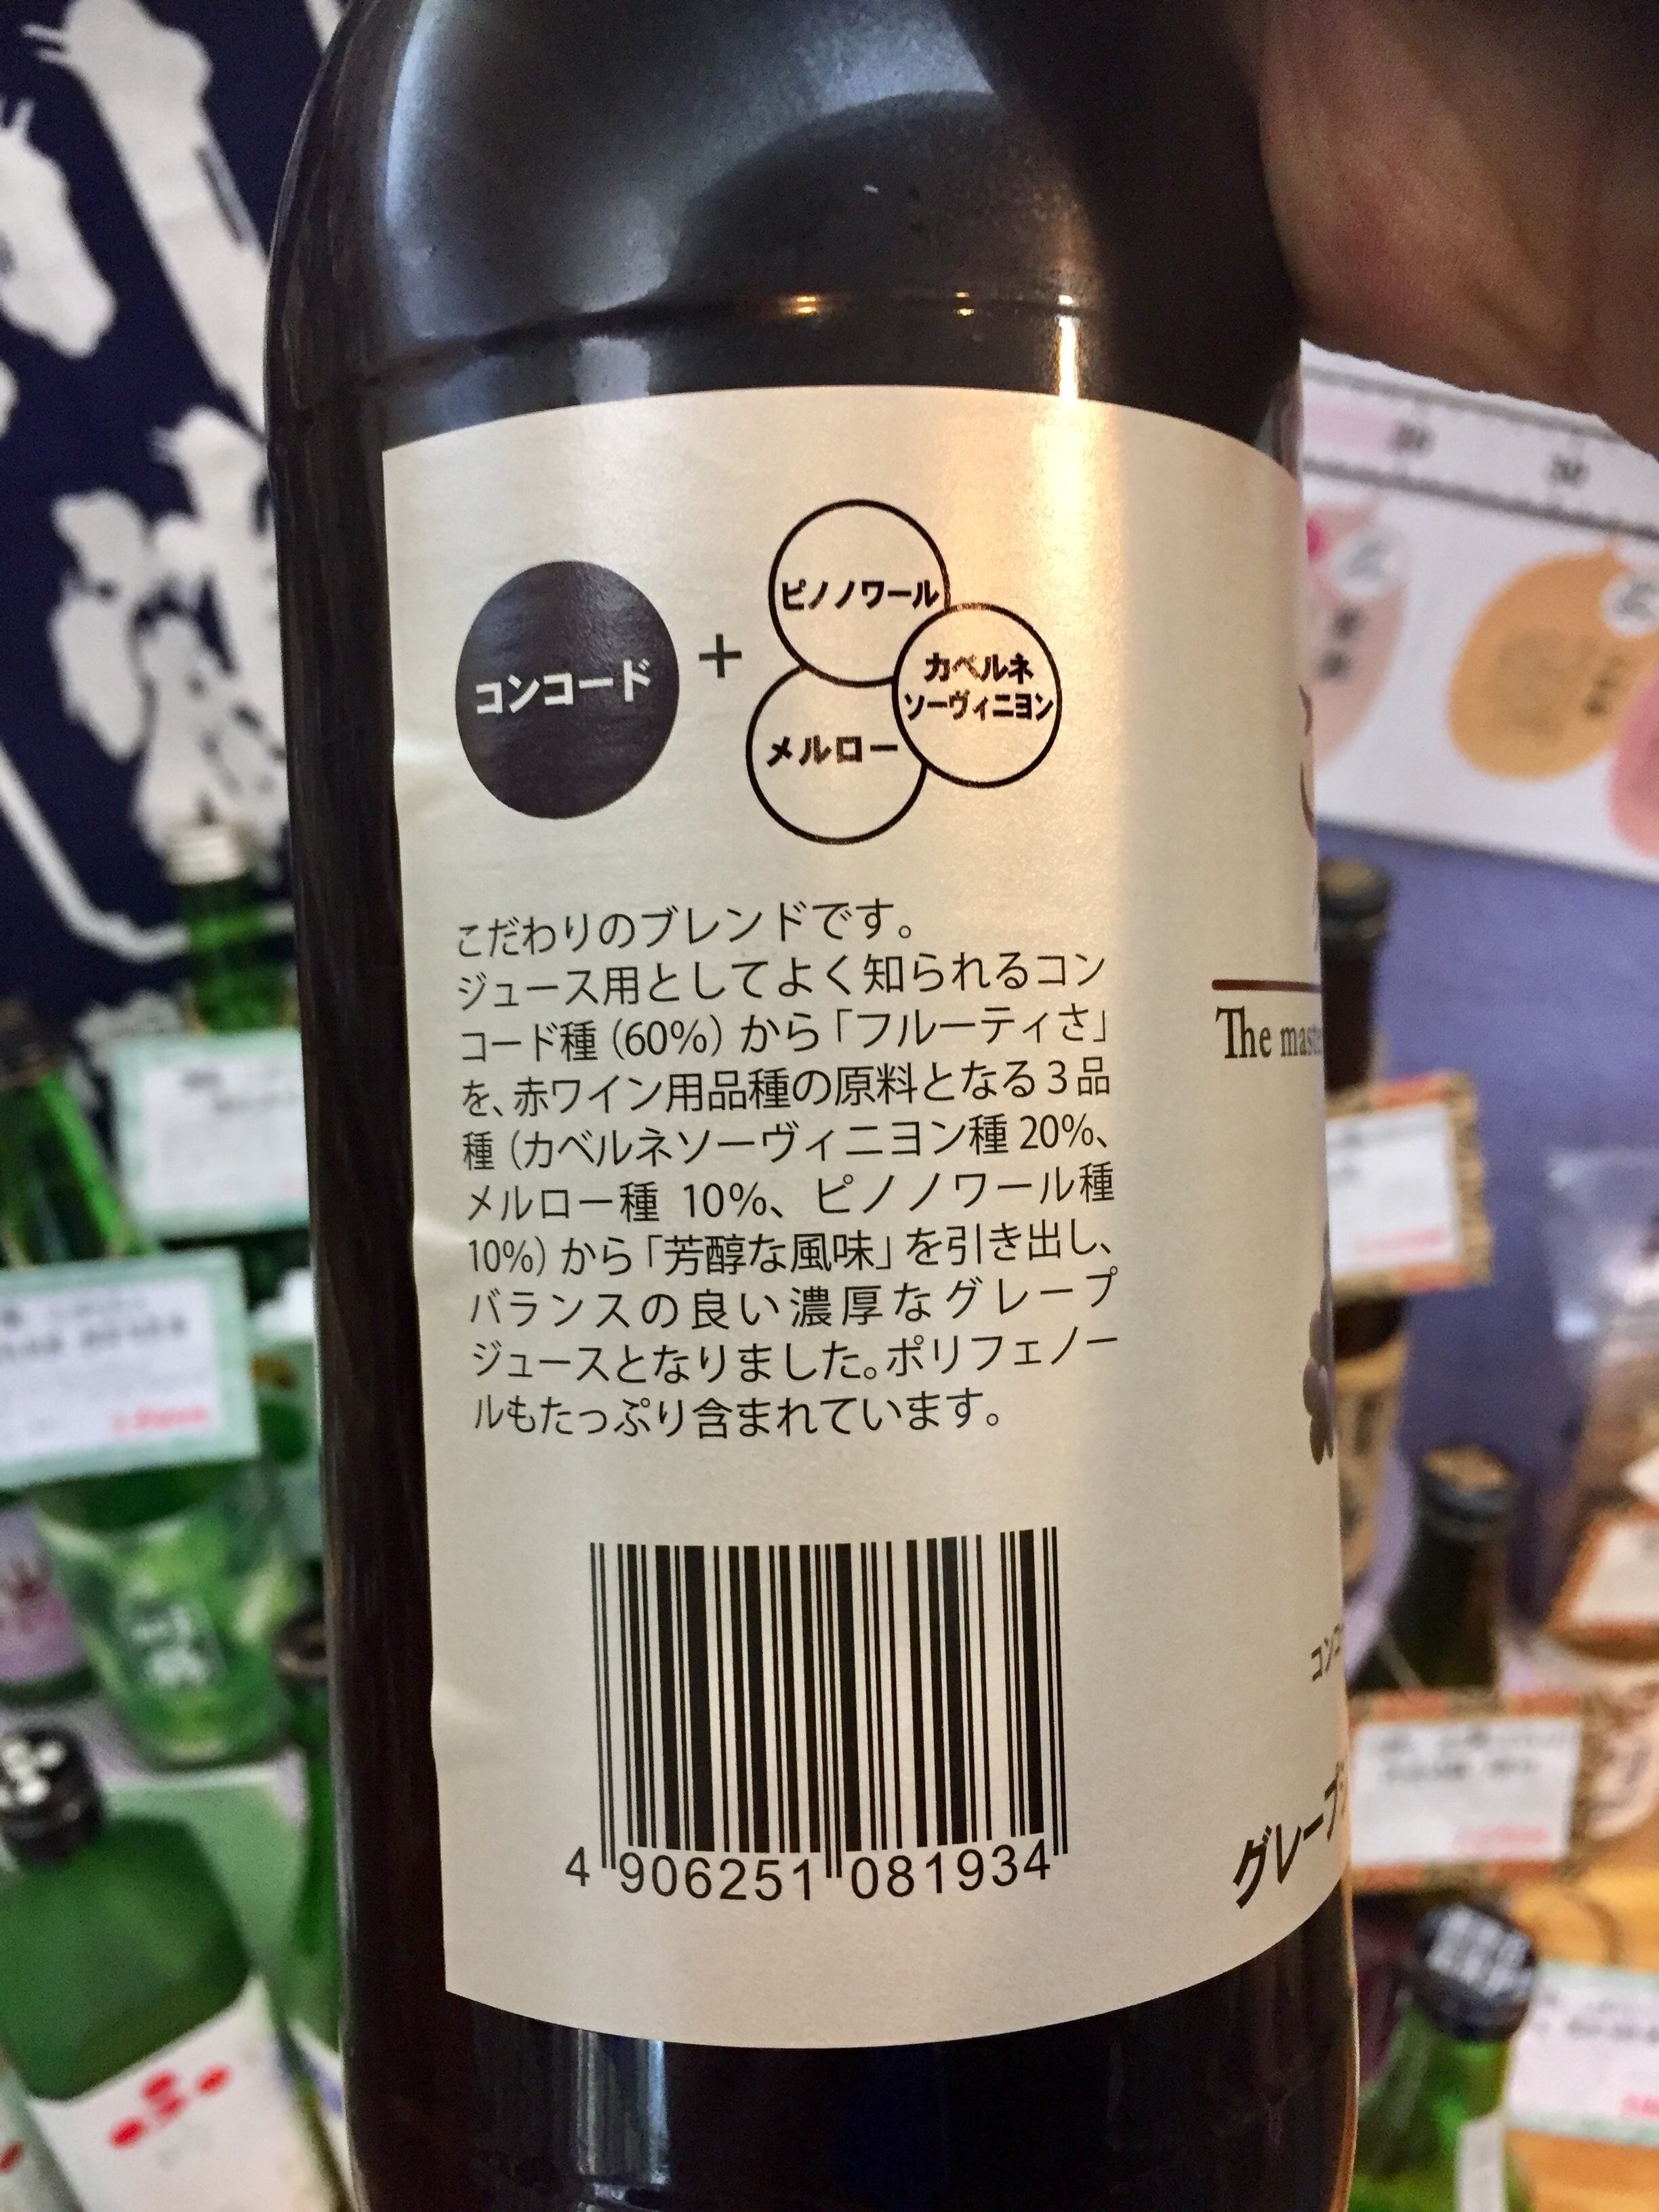 コンコード
+
ピノノワール
カベルネ
ソーヴィニヨン
メルロー
こだわりのブレンドです。
ジュース用としてよく知られるコン
コード種（60%）から「フルーティさ」
を、赤ワイン用品種の原料となる３品
種（カベルネソーヴィニヨン種 20%、
メルロー種 10%、ピノノワール種
10%）から「芳醇な風味」を引き出し、
バランスの良い濃厚なグレープ
ジュースとなりました。ポリフェノー
ルもたっぷり含まれています。
4 906251 081934
The
グレープ